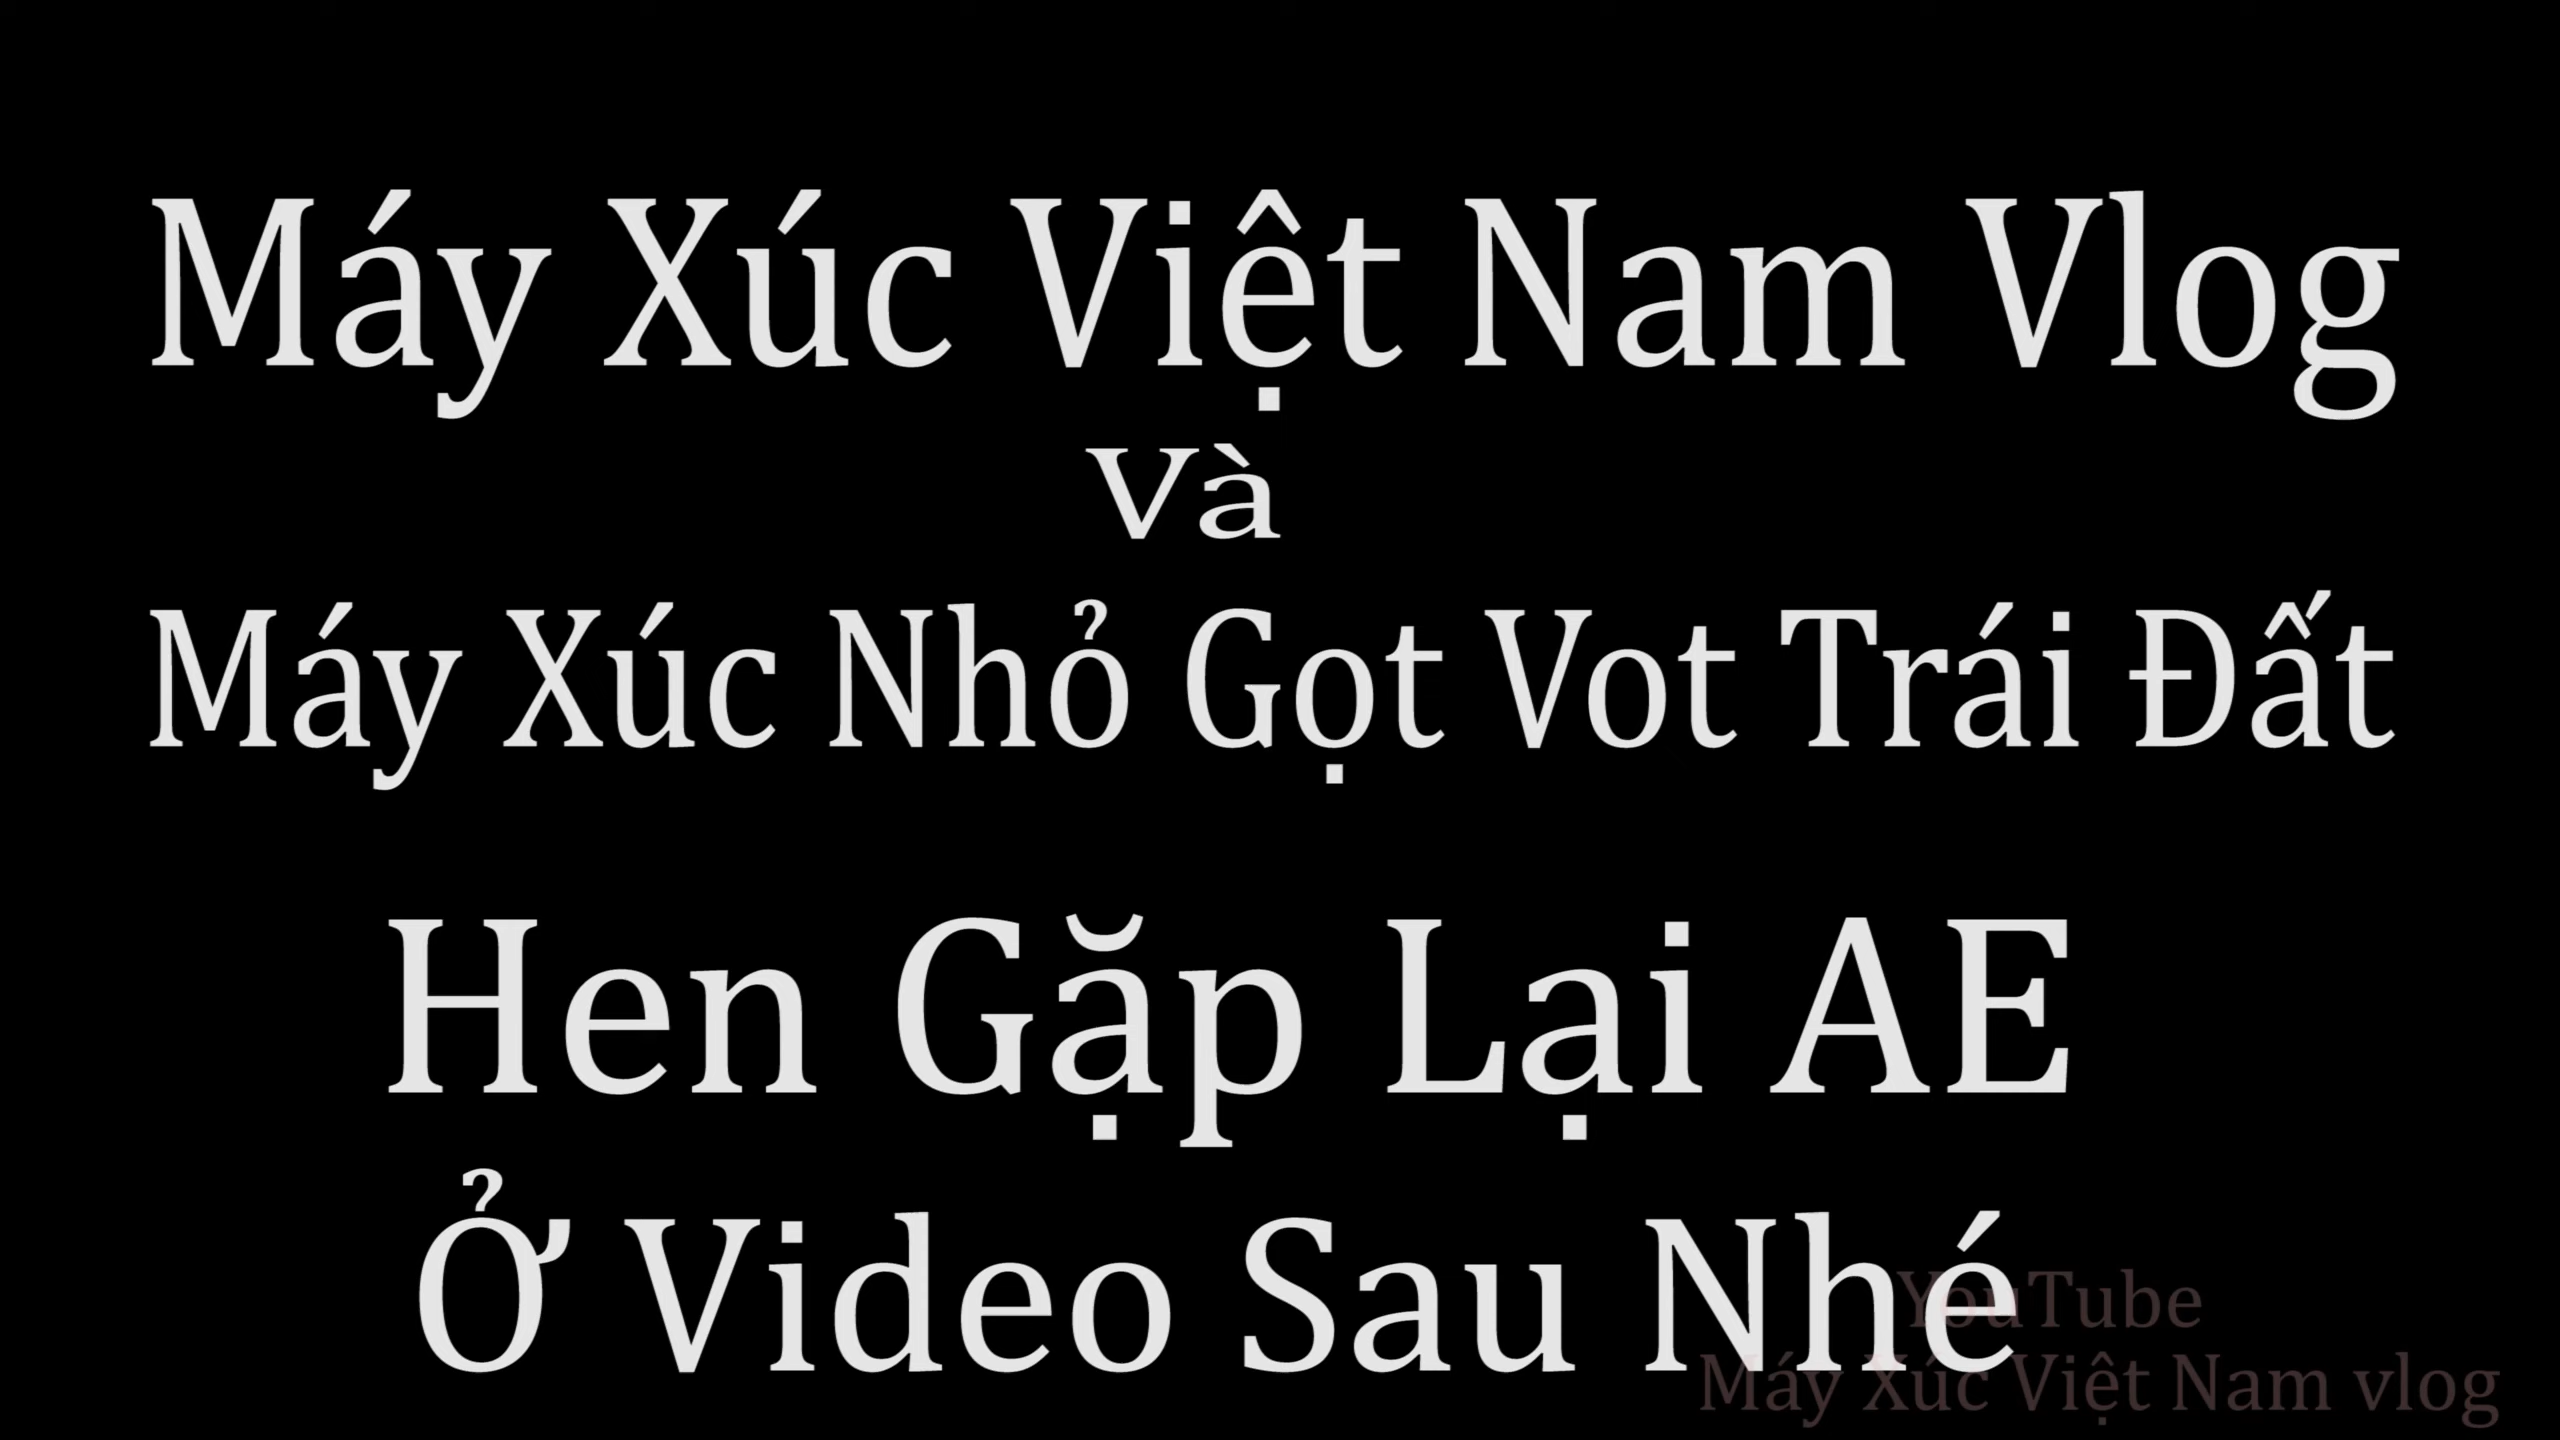 Máy Xúc Việt Nam Vlog
Và
Máy Xúc Nhỏ Gọt Vot Trái Đất
Hen Gặp Lại AE
Ở Video Sau Nhé
YouTube
Máy Xúc Việt Nam vlog